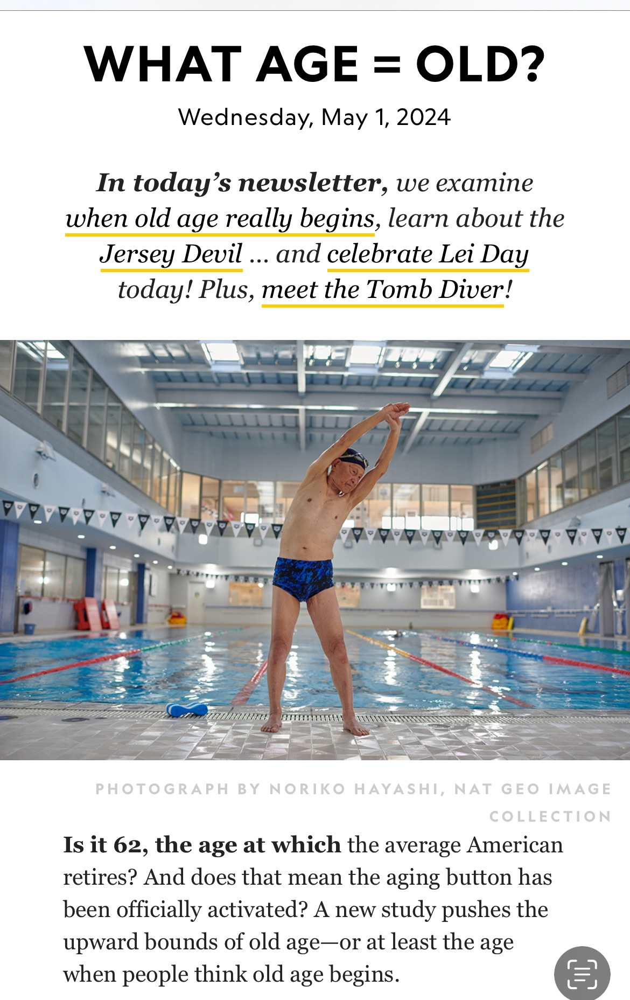 WHAT AGE = OLD?
Wednesday, May 1, 2024
In today’s newsletter, we examine
when old age really begins, learn about the
Jersey Devil ... and celebrate Lei Day
today! Plus, meet the Tomb Diver!
PHOTOGRAPH BY NORIKO HAYASHI, NAT GEO IMAGE
COLLECTION
Is it 62, the age at which the average American
retires? And does that mean the aging button has
been officially activated? A new study pushes the
upward bounds of old age—or at least the age
when people think old age begins.